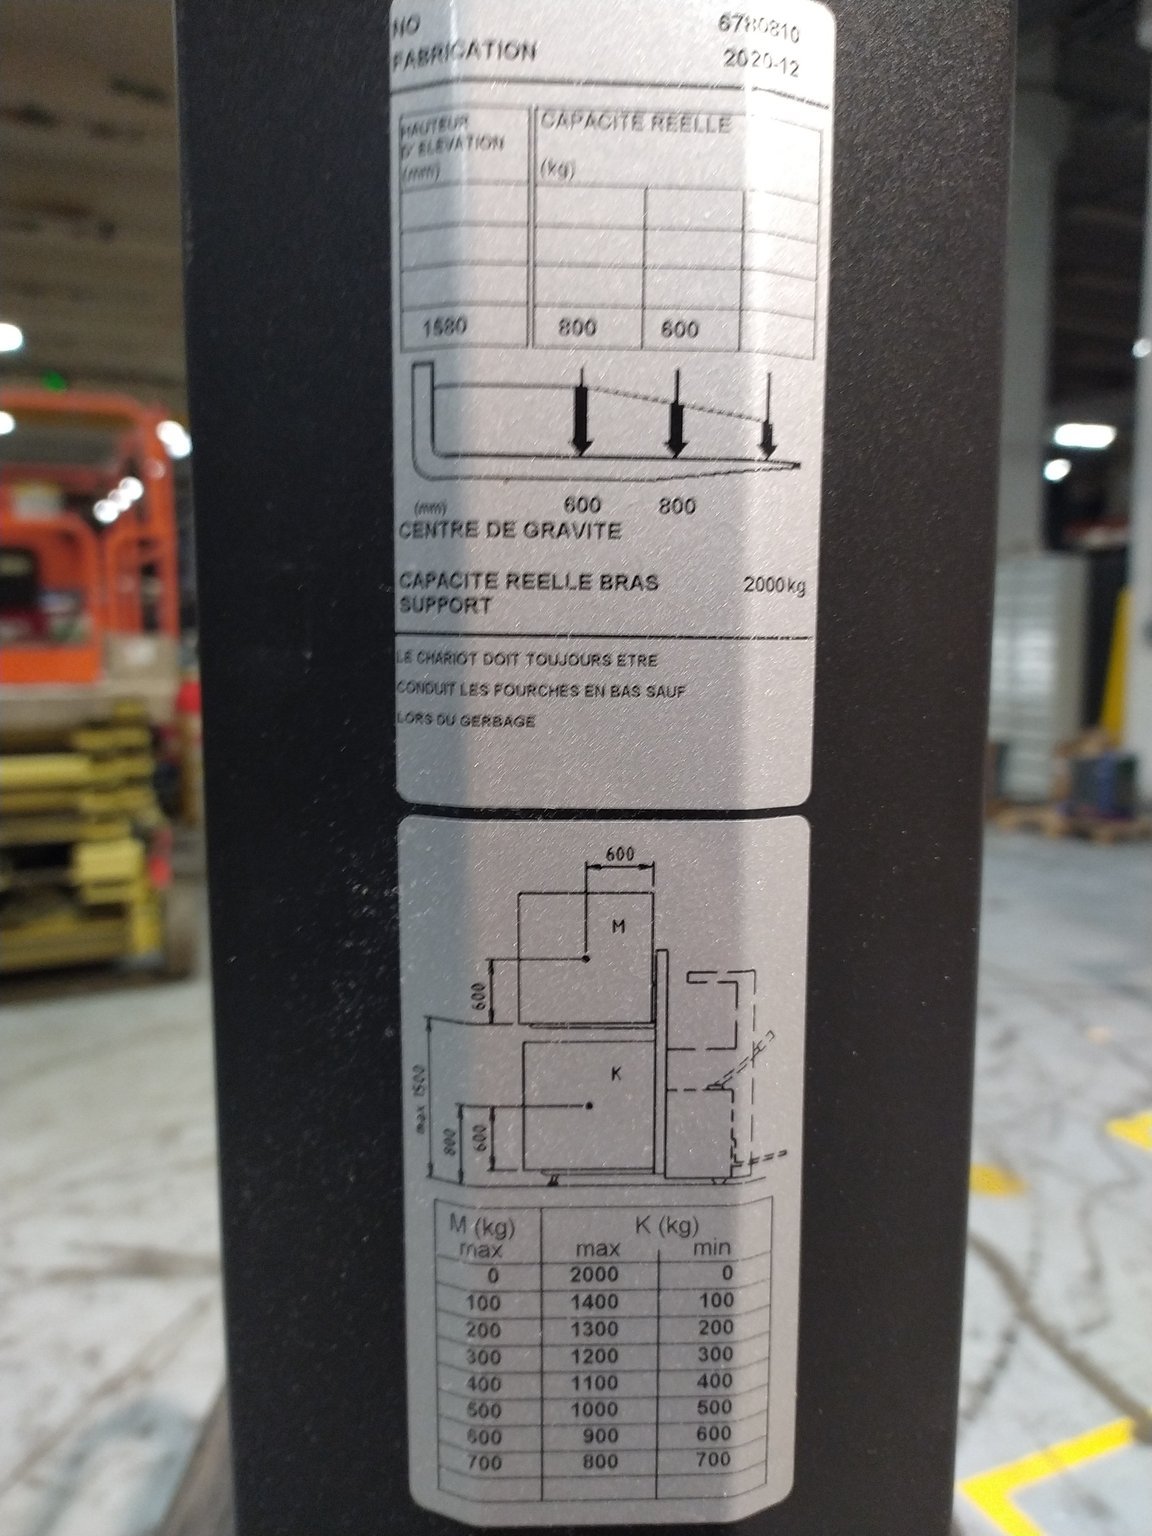 NO 6780810
FABRICATION 2020-12
HAUTEUR
D'ELEVATION
(mm)
CAPACITE REELLE
(kg)
1580 800 600
(mm) 600 800
CENTRE DE GRAVITE
CAPACITE REELLE BRAS 2000kg
SUPPORT
LE CHARIOT DOIT TOUJOURS ETRE
CONDUIT LES FOURCHES EN BAS SAUF
LORS DU GERBAGE
600
M
600
K
max 1500
800
600
M (kg) K (kg)
max max min
0 2000 0
100 1400 100
200 1300 200
300 1200 300
400 1100 400
500 1000 500
600 900 600
700 800 700